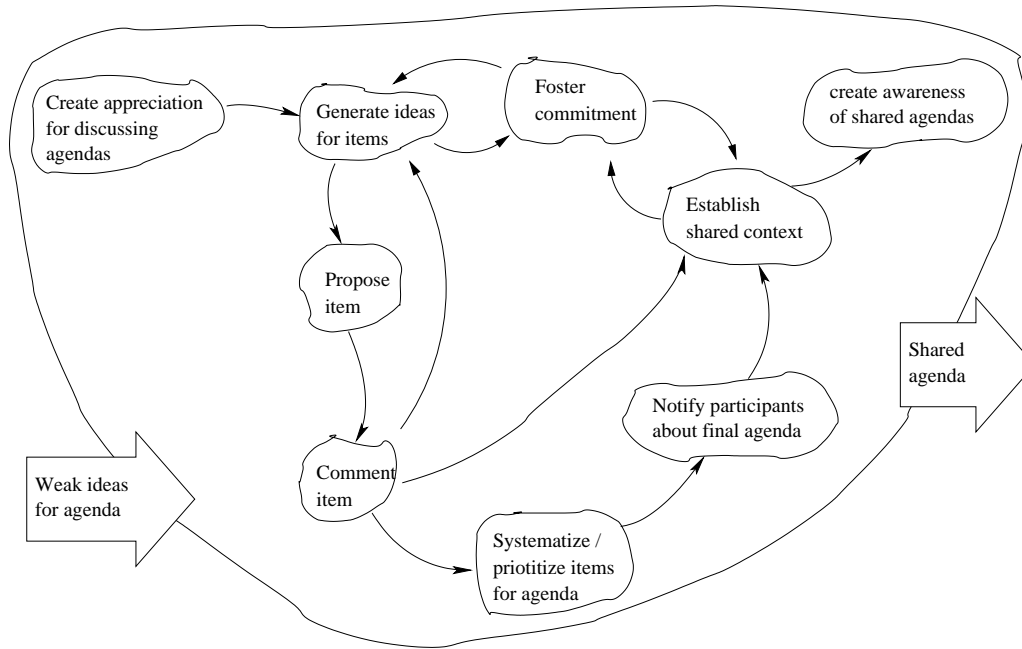 Create appreciation
for discussing
agendas
Generate ideas
for items
Foster
commitment
create awareness
of shared agendas
Establish
shared context
Propose
item
Shared
agenda
Notify participants
about final agenda
Comment
item
Weak ideas
for agenda
Systematize /
priotitize items
for agenda